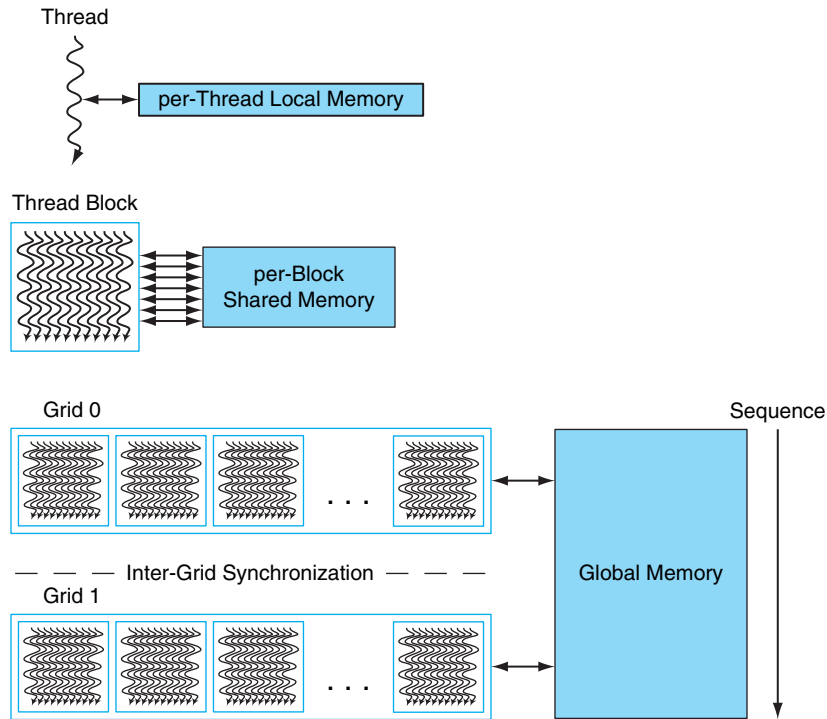 Thread
per-Thread Local Memory
Thread Block
per-Block
Shared Memory
Grid 0
Sequence
. . .
Inter-Grid Synchronization
Global Memory
Grid 1
. . .